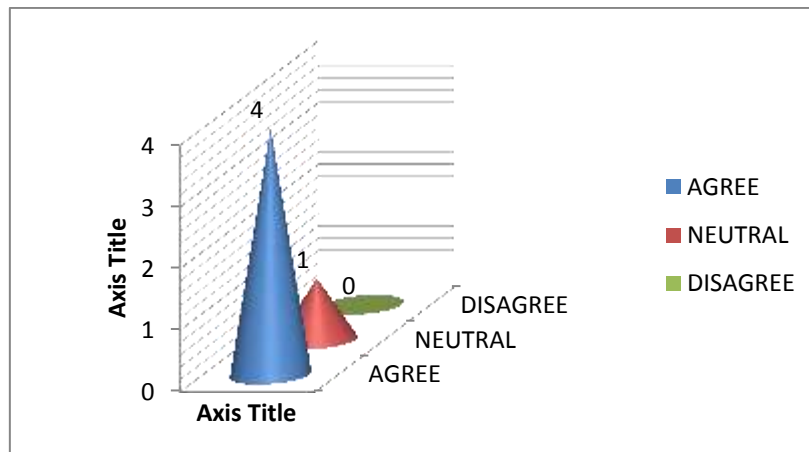 4
4
3
2
1
0
Axis Title
1
0
DISAGREE
NEUTRAL
AGREE
Axis Title
AGREE
NEUTRAL
DISAGREE